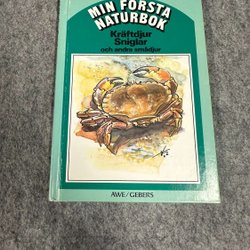 MIN FÖRSTA
NATURBOK
Kräftdjur
Sniglar
och andra smådjur
AWE/GEBERS